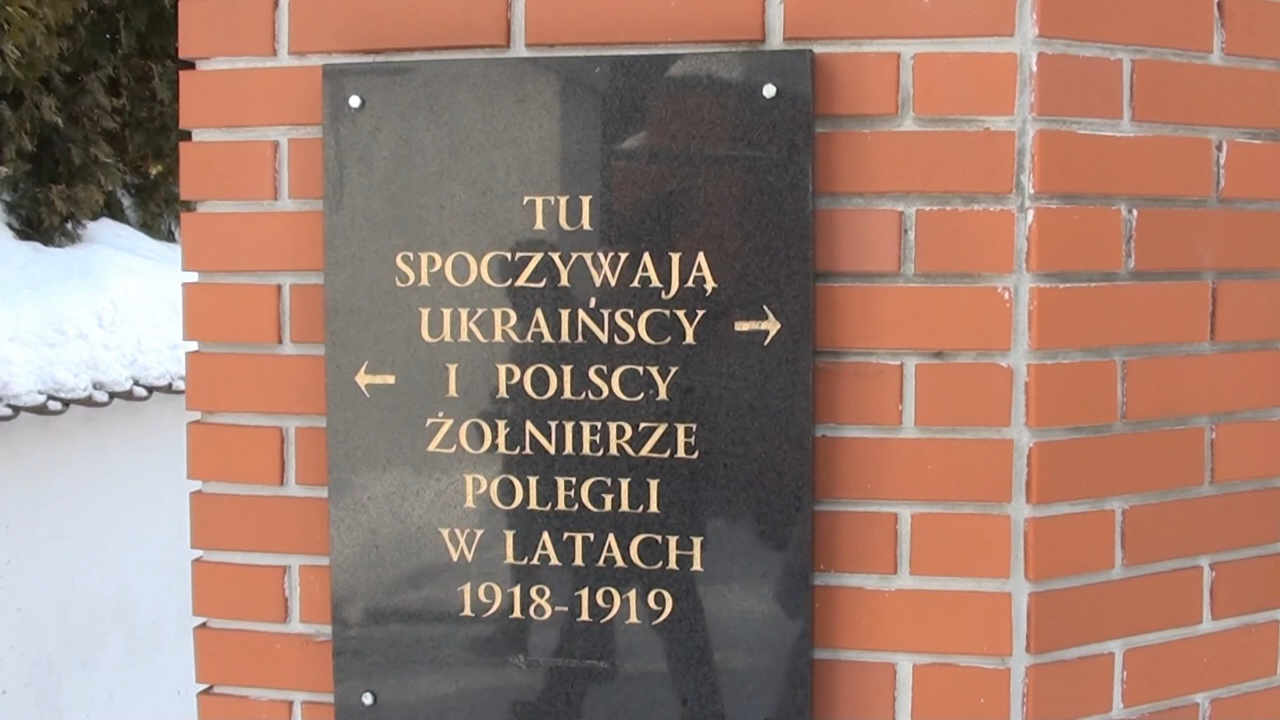 TU
SPOCZYWAJĄ
UKRAIŃSCY →
← I POLSCY
ŻOŁNIERZE
POLEGLI
W LATACH
1918-1919